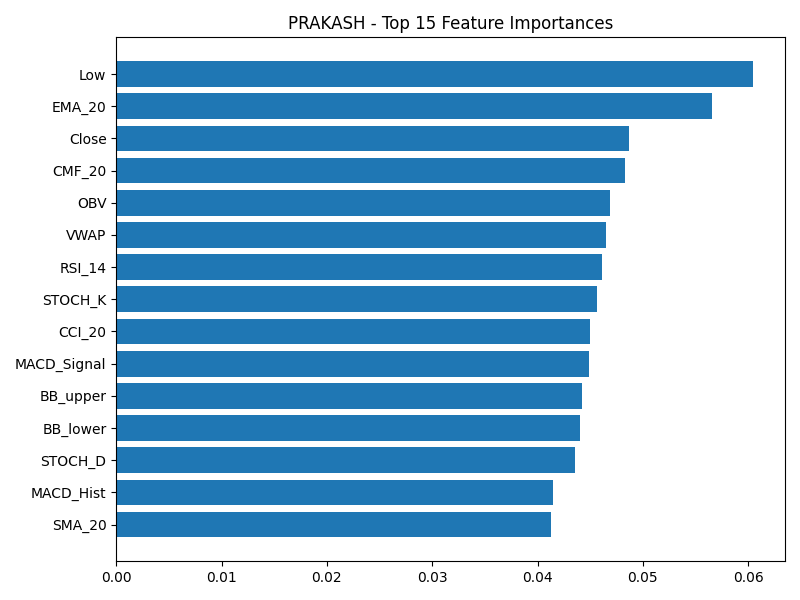 PRAKASH - Top 15 Feature Importances
Low
EMA_20
Close
CMF_20
OBV
VWAP
RSI_14
STOCH_K
CCI_20
MACD_Signal
BB_upper
BB_lower
STOCH_D
MACD_Hist
SMA_20
0.00 0.01 0.02 0.03 0.04 0.05 0.06